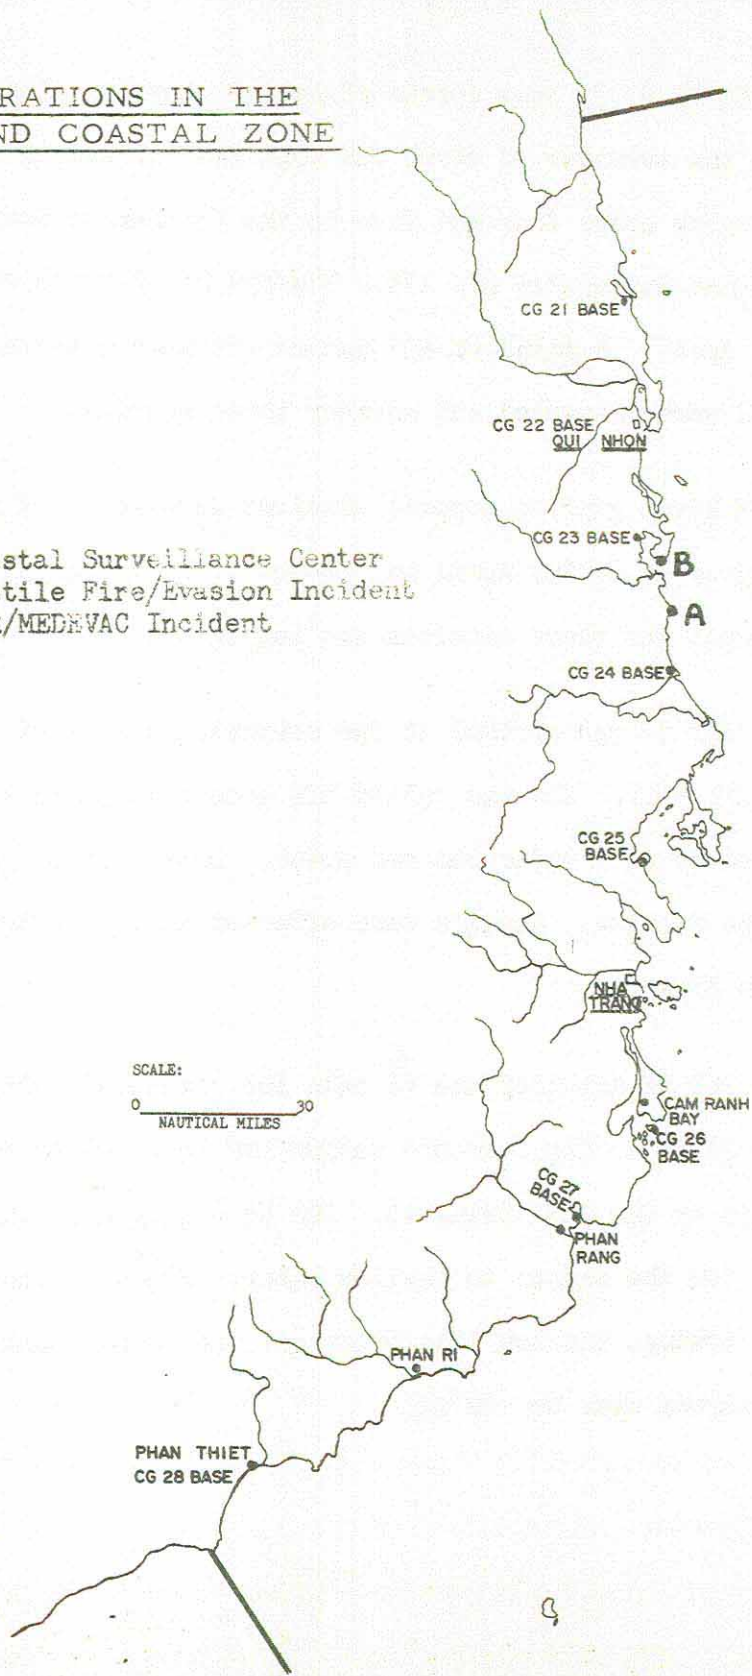 RATIONS IN THE
ND COASTAL ZONE
CG 21 BASE
CG 22 BASE
QUI NHON
CG 23 BASE
B
stal Surveillance Center
tile Fire/Evasion Incident
/MEDEVAC Incident
A
CG 24 BASE
CG 25
BASE
NHA
TRANG
SCALE:
0 30
NAUTICAL MILES
CAM RANH
BAY
CG 26
BASE
CG 27
BASE
PHAN
RANG
PHAN RI
PHAN THIET
CG 28 BASE